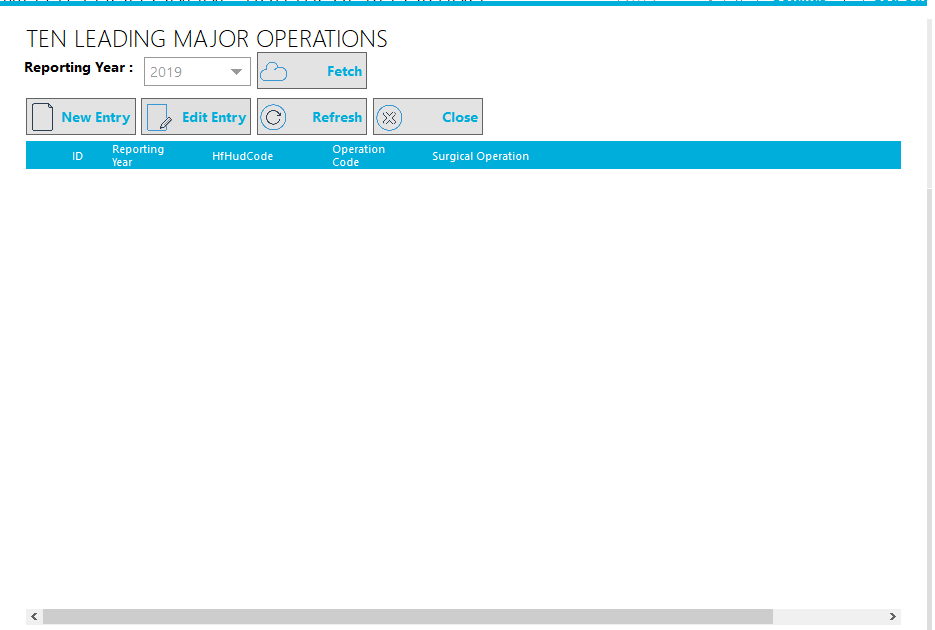 TEN LEADING MAJOR OPERATIONS
Reporting Year :
2019
Fetch
New Entry
Edit Entry
Refresh
Close
ID
Reporting
Year
HfHudCode
Operation
Code
Surgical Operation